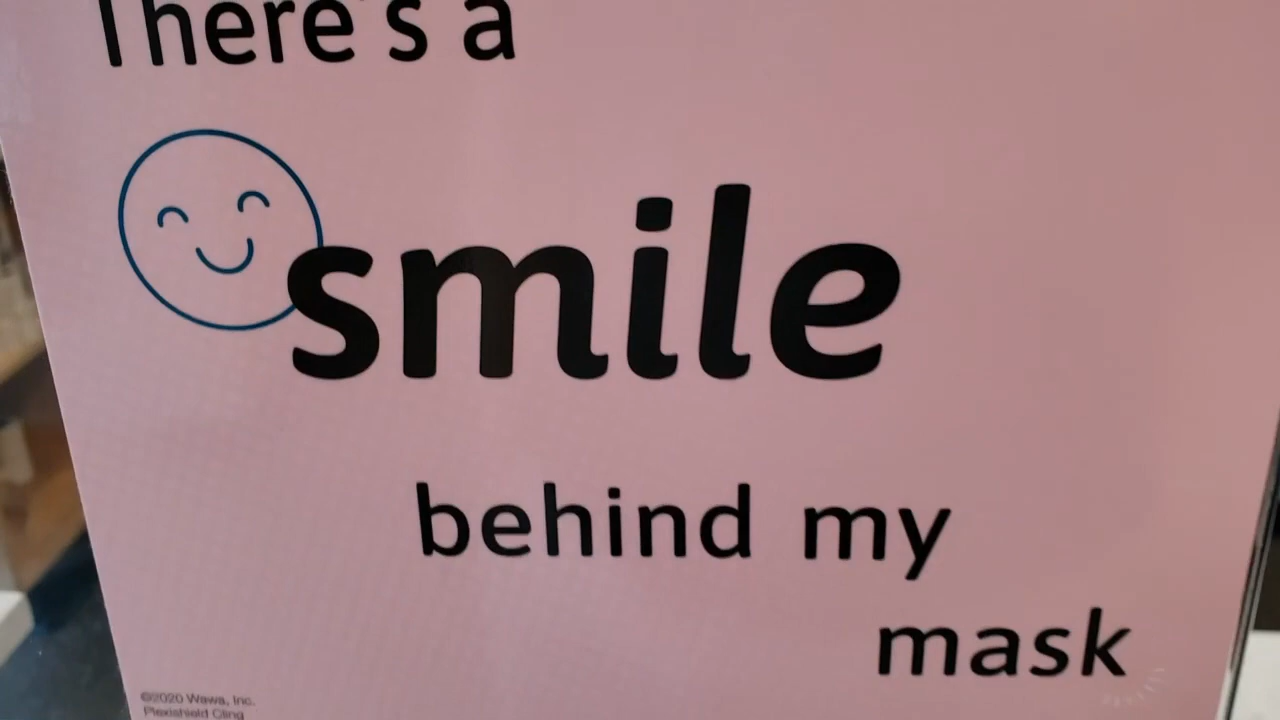 There's a
smile
behind my
mask
©2020 Wawa, Inc.
Plexishield Cling